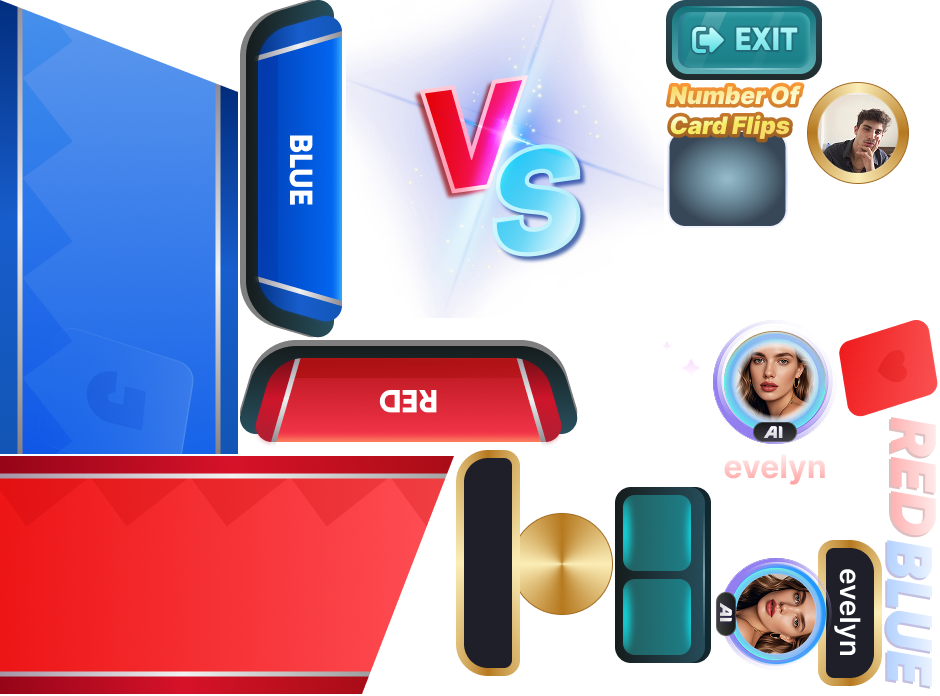 BLUE
VS
EXIT
Number Of
Card Flips
RED
AI
evelyn
RED
BLUE
AI
evelyn